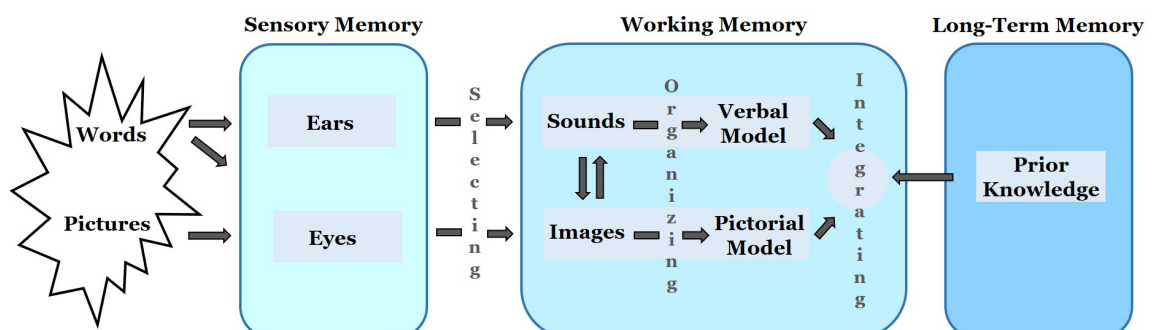 Sensory Memory
Working Memory
Long-Term Memory
Words
Pictures
Ears
Eyes
Selecting
Sounds
Images
Organizing
Verbal
Model
Pictorial
Model
Integrating
Prior
Knowledge